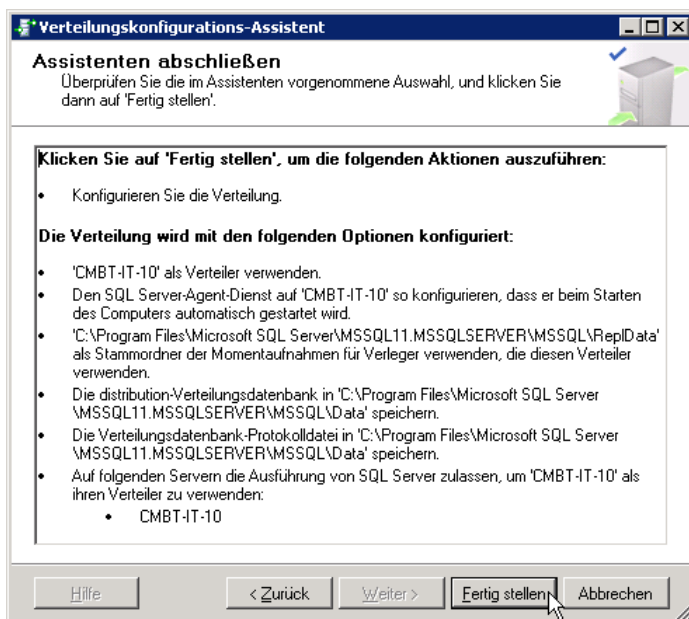 Verteilungskonfigurations-Assistent
Assistenten abschließen
Überprüfen Sie die im Assistenten vorgenommene Auswahl, und klicken Sie
dann auf 'Fertig stellen'.
Klicken Sie auf 'Fertig stellen', um die folgenden Aktionen auszuführen:
• Konfigurieren Sie die Verteilung.
Die Verteilung wird mit den folgenden Optionen konfiguriert:
• 'CMBT-IT-10' als Verteiler verwenden.
• Den SQL Server-Agent-Dienst auf 'CMBT-IT-10' so konfigurieren, dass er beim Starten
des Computers automatisch gestartet wird.
• 'C:\Program Files\Microsoft SQL Server\MSSQL11.MSSQLSERVER\MSSQL\ReplData'
als Stammordner der Momentaufnahmen für Verleger verwenden, die diesen Verteiler
verwenden.
• Die distribution-Verteilungsdatenbank in 'C:\Program Files\Microsoft SQL Server
\MSSQL11.MSSQLSERVER\MSSQL\Data' speichern.
• Die Verteilungsdatenbank-Protokolldatei in 'C:\Program Files\Microsoft SQL Server
\MSSQL11.MSSQLSERVER\MSSQL\Data' speichern.
• Auf folgenden Servern die Ausführung von SQL Server zulassen, um 'CMBT-IT-10' als
ihren Verteiler zu verwenden:
• CMBT-IT-10
Hilfe < Zurück Weiter > Fertig stellen Abbrechen